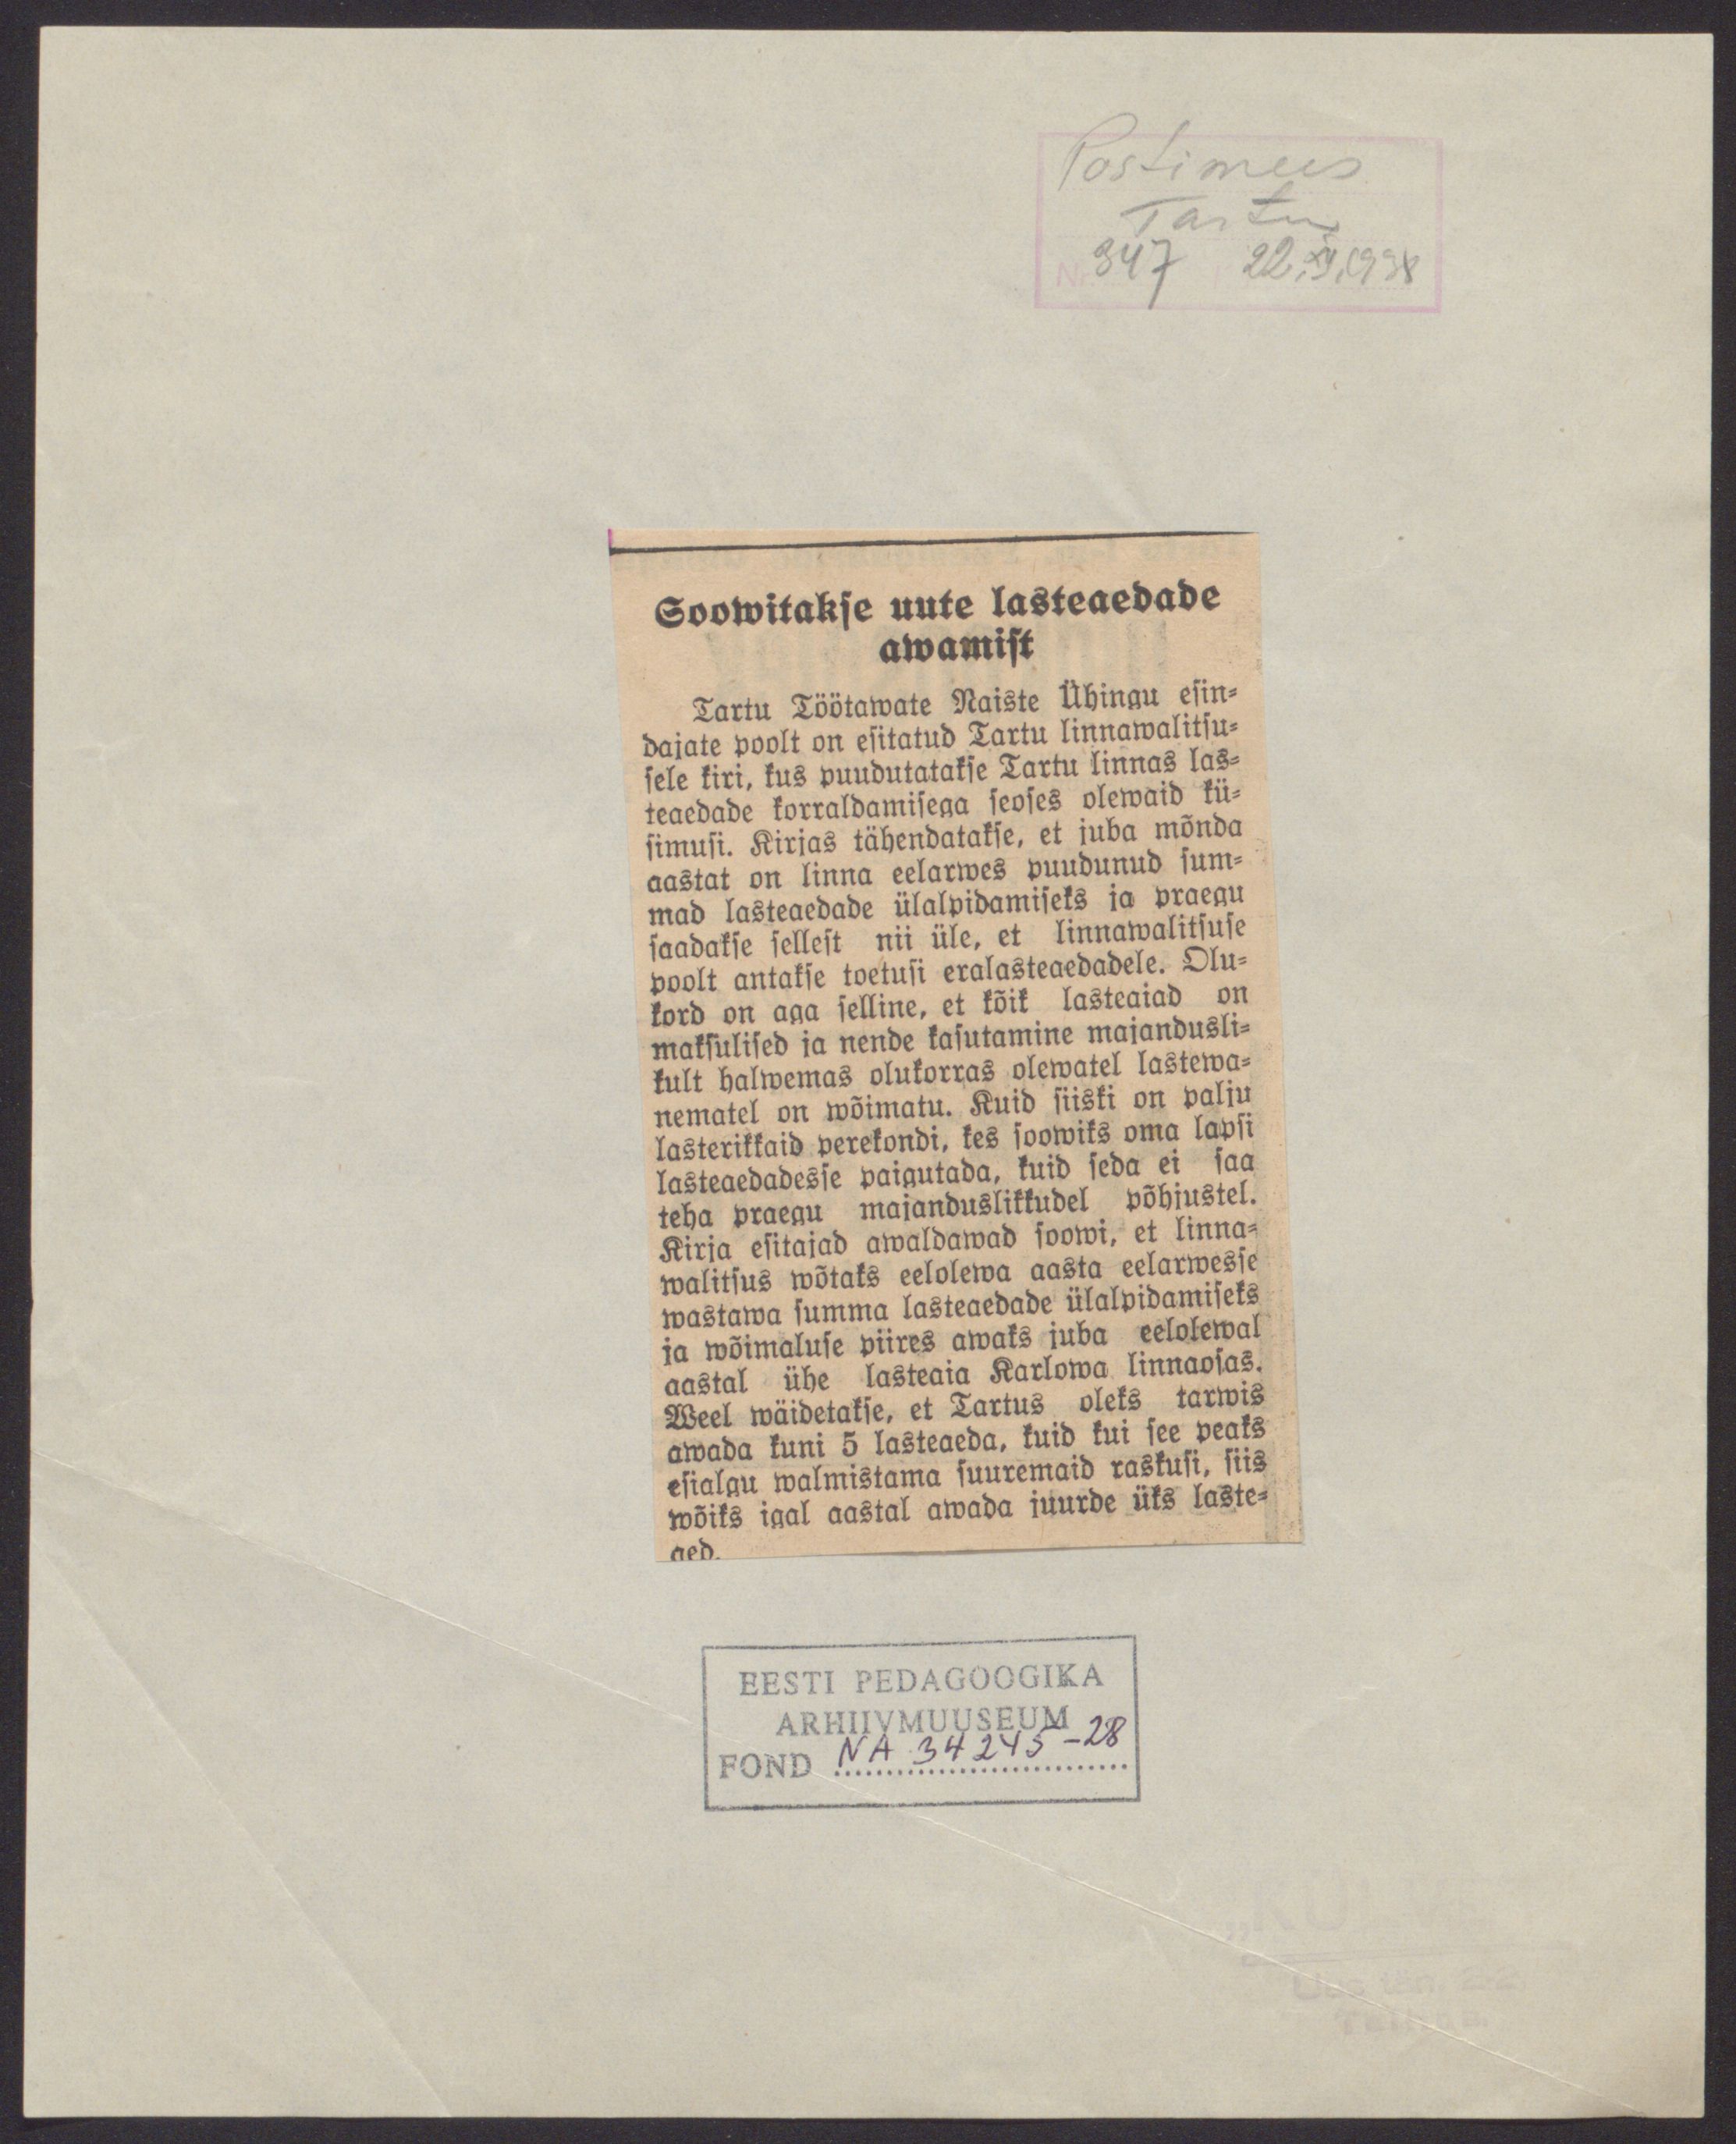 Postimees
Tartu
Nr. 347 22.XII.1938
Soowitakse uute lasteaedade
awamist
Tartu Töötawate Naiste Ühingu esin-
dajate poolt on esitatud Tartu linnawalitsu-
sele kiri, kus puudutatakse Tartu linnas las-
teaedade korraldamisega seoses olewaid kü-
simusi. Kirjas tähendatakse, et juba mõnda
aastat on linna eelarwes puudunud sum-
mad lasteaedade ülalpidamiseks ja praegu
saadakse sellest nii üle, et linnawalitsuse
poolt antakse toetusi eralasteaedadele. Olu-
kord on aga selline, et kõik lasteaiad on
maksulised ja nende kasutamine majandusli-
kult halwemas olukorras olewatel lastewa-
nematel on wõimatu. Kuid siiski on palju
lasterikkaid perekondi, kes soowiks oma lapsi
lasteaedadesse paigutada, kuid seda ei saa
teha praegu majanduslikkudel põhjustel.
Kirja esitajad awaldawad soowi, et linna-
walitsus wõtaks eelolewa aasta eelarwesse
wastawa summa lasteaedade ülalpidamiseks
ja wõimaluse piires awaks juba eelolewal
aastal ühe lasteaia Karlowa linnaosas.
Weel wäidetakse, et Tartus oleks tarwis
awada kuni 5 lasteaeda, kuid kui see peaks
esialgu walmistama suuremaid raskusi, siis
wõiks igal aastal awada juurde üks laste-
aed.
EESTI PEDAGOOGIKA
ARHIIVMUUSEUM
FOND NA 34245-28
Tallinn.